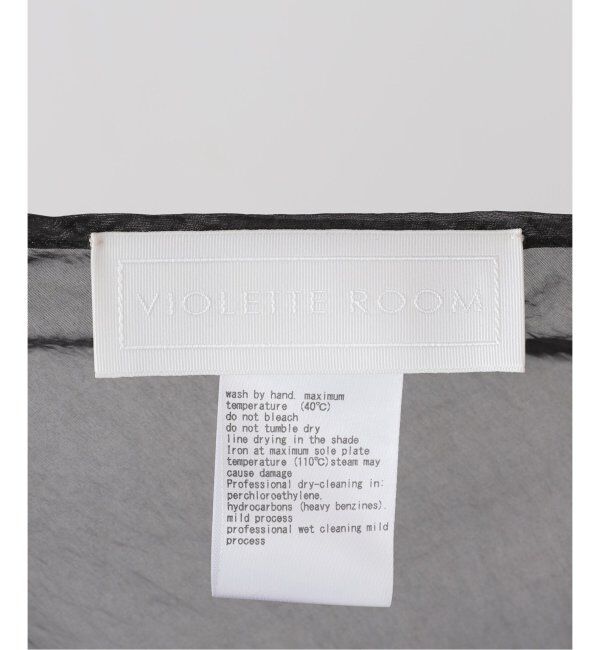 VIOLETTE ROOM
wash by hand. maximum
temperature (40℃)
do not bleach
do not tumble dry
line drying in the shade
Iron at maximum sole plate
temperature (110℃)steam may
cause damage
Professional dry-cleaning in:
perchloroethylene.
hydrocarbons (heavy benzines).
mild process
professional wet cleaning mild
process